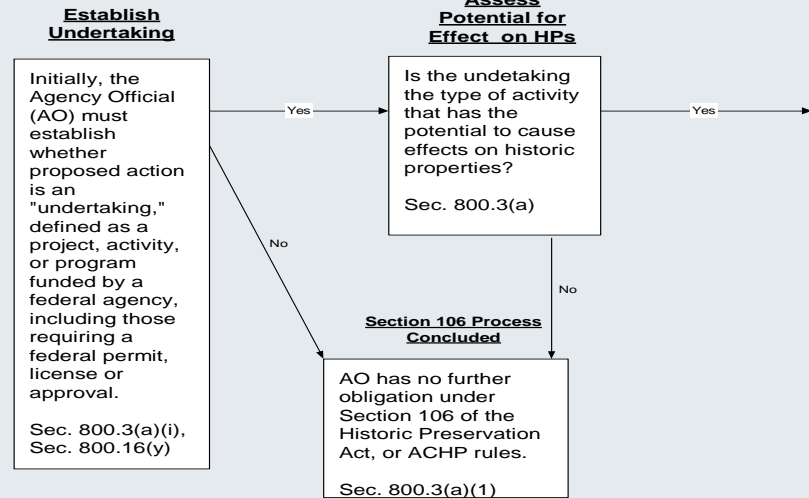 Establish
Undertaking
Initially, the
Agency Official
(AO) must
establish
whether
proposed action
is an
"undertaking,"
defined as a
project, activity,
or program
funded by a
federal agency,
including those
requiring a
federal permit,
license or
approval.
Sec. 800.3(a)(i),
Sec. 800.16(y)
Yes
No
Assess
Potential for
Effect on HPs
Is the undetaking
the type of activity
that has the
potential to cause
effects on historic
properties?
Sec. 800.3(a)
Yes
No
Section 106 Process
Concluded
AO has no further
obligation under
Section 106 of the
Historic Preservation
Act, or ACHP rules.
Sec. 800.3(a)(1)